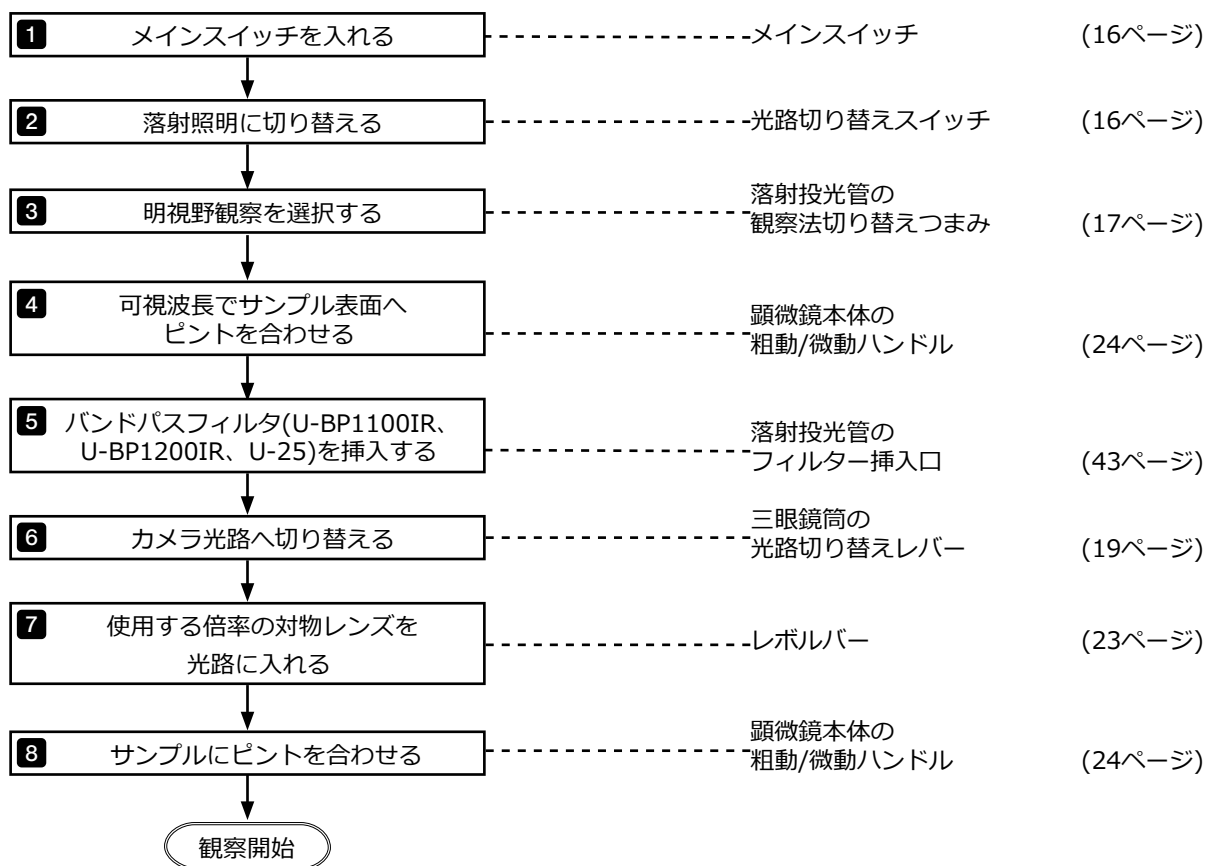 1 メインスイッチを入れる メインスイッチ (16ページ)
2 落射照明に切り替える 光路切り替えスイッチ (16ページ)
3 明視野観察を選択する 落射投光管の
観察法切り替えつまみ (17ページ)
4 可視波長でサンプル表面へ
ピントを合わせる
顕微鏡本体の
粗動/微動ハンドル (24ページ)
5 バンドパスフィルタ(U-BP1100IR、
U-BP1200IR、U-25)を挿入する
落射投光管の
フィルター挿入口 (43ページ)
6 カメラ光路へ切り替える 三眼鏡筒の
光路切り替えレバー (19ページ)
7 使用する倍率の対物レンズを
光路に入れる
レボルバー (23ページ)
8 サンプルにピントを合わせる 顕微鏡本体の
粗動/微動ハンドル (24ページ)
観察開始